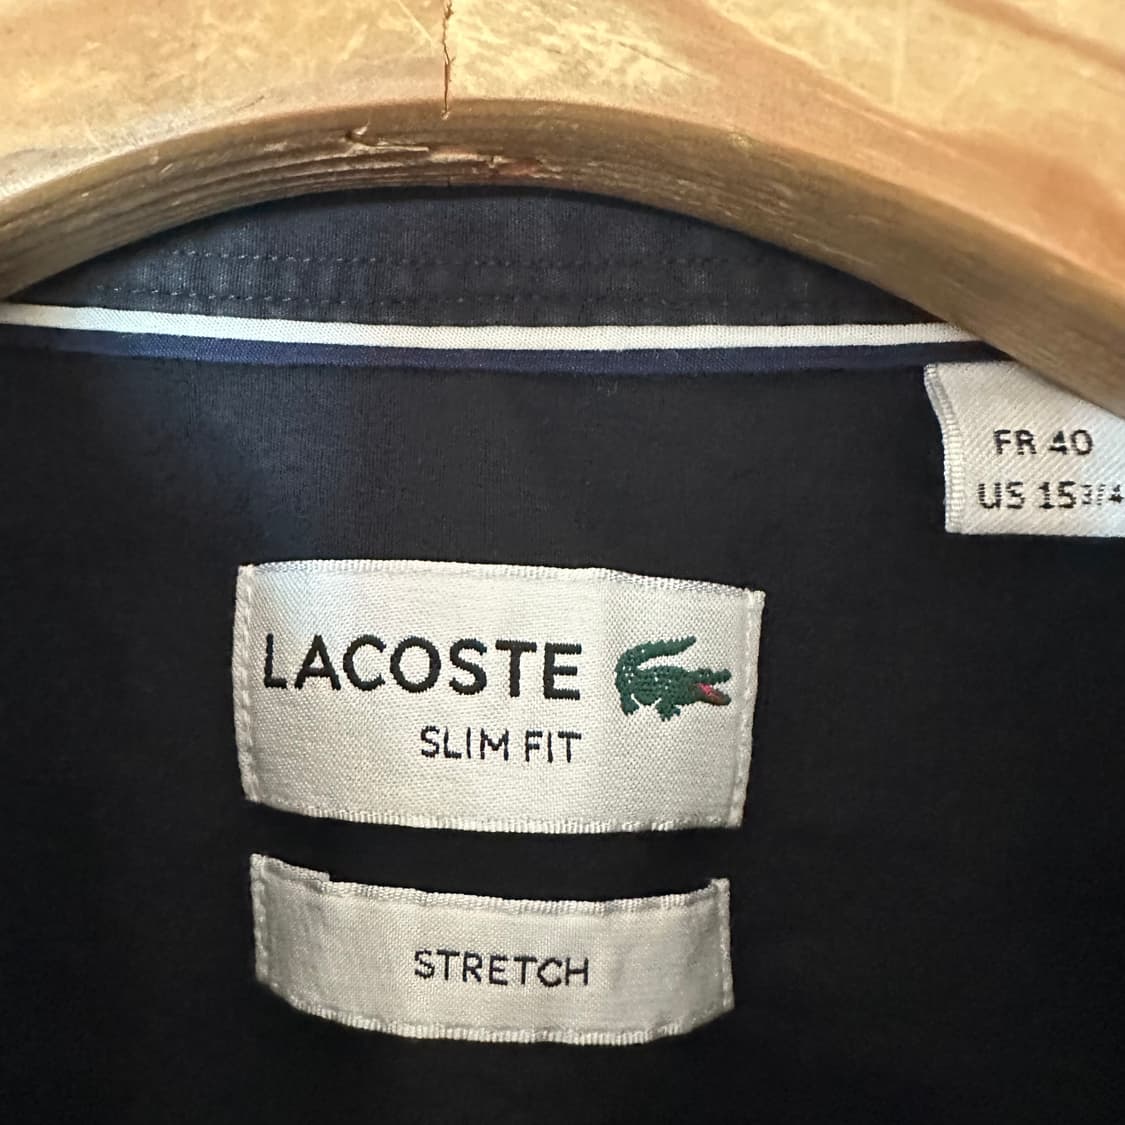 FR 40
US 15 3/4
LACOSTE
SLIM FIT
STRETCH